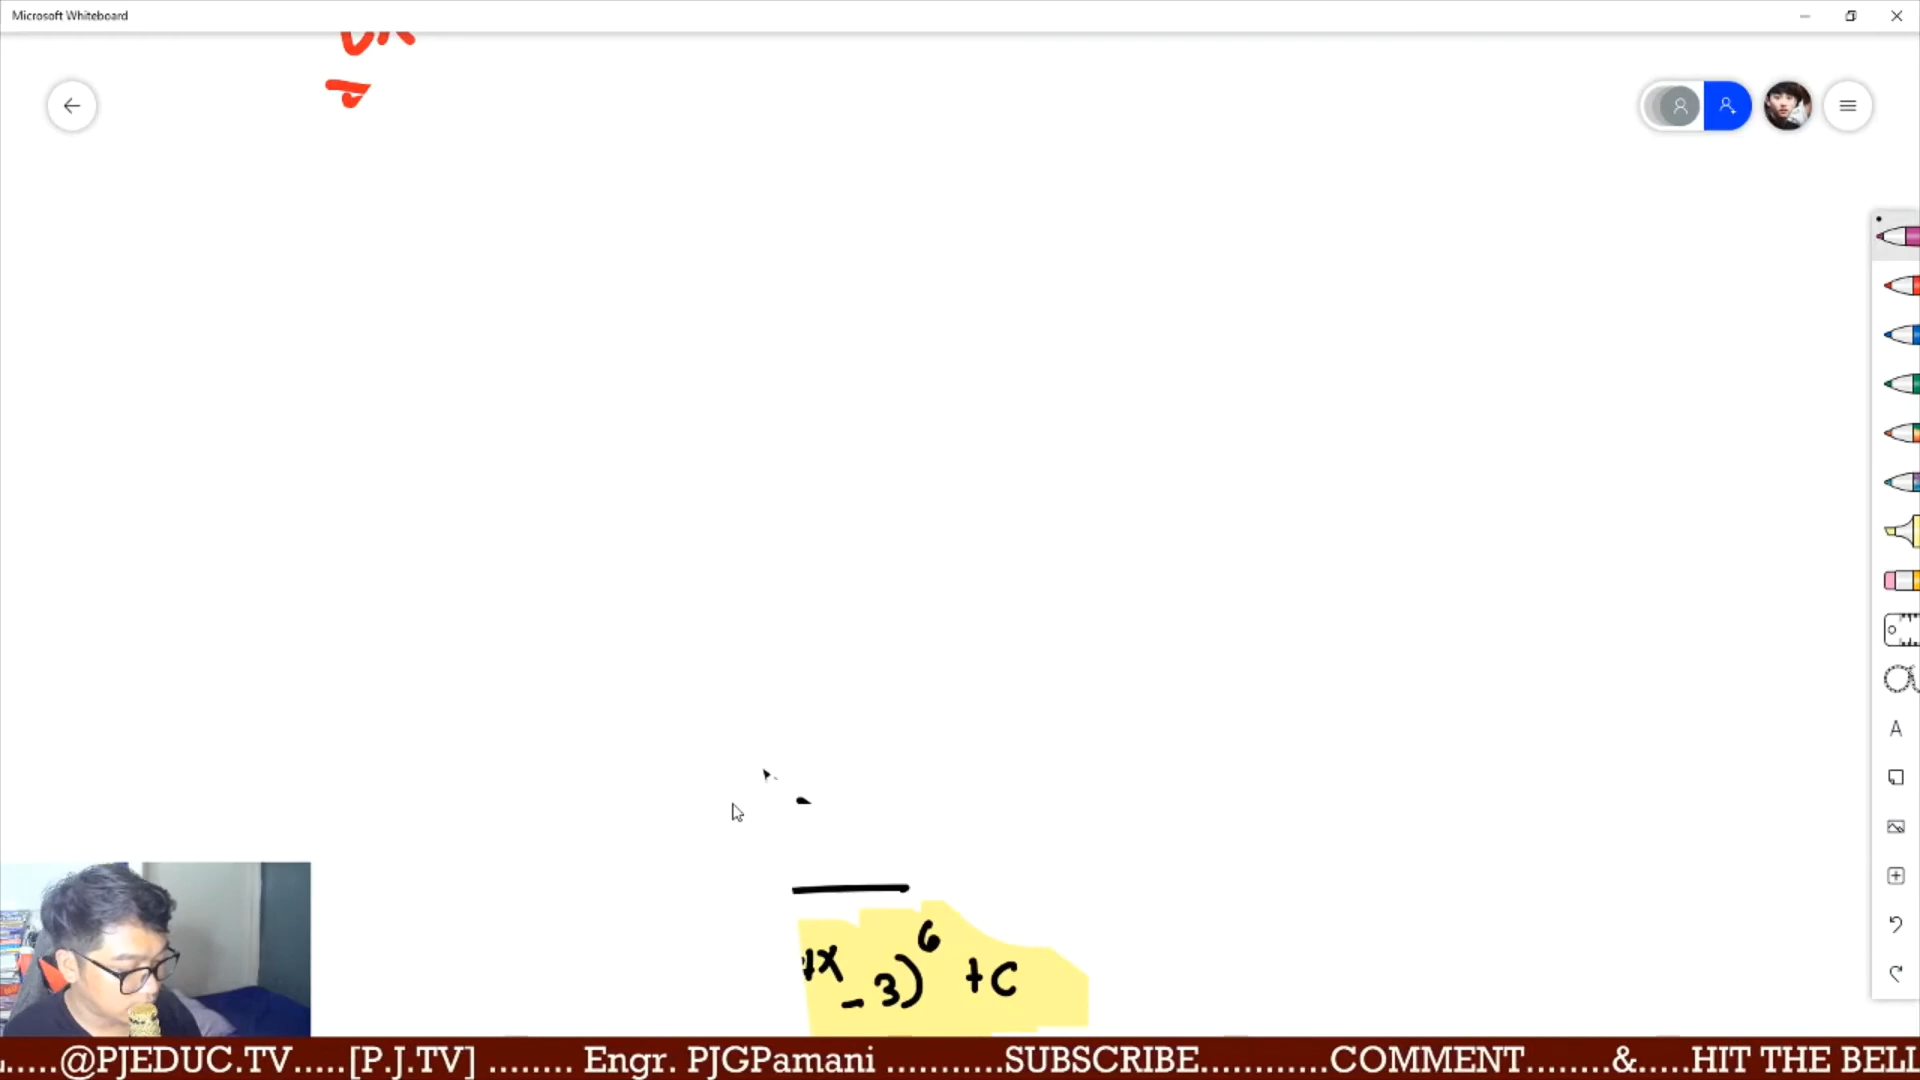 Microsoft Whiteboard
x - 3)⁶ + C
.....@PJEDUC.TV.....[P.J.TV] ........ Engr. PJGPamani ...........SUBSCRIBE............COMMENT........&.....HIT THE BELL